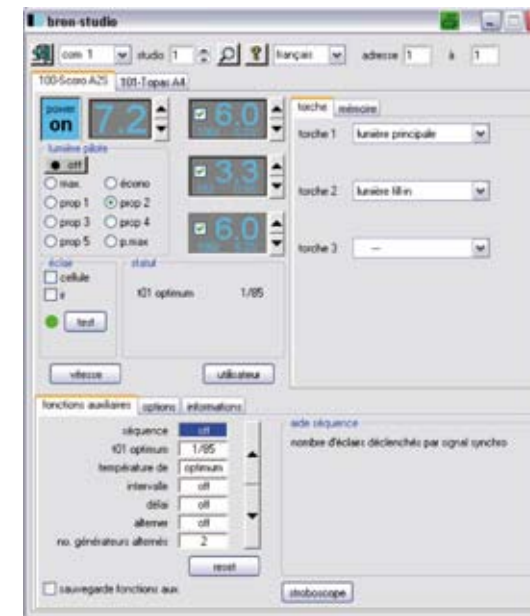 bron-studio
com 1 studio 1 français adresse 1 à 1
100-Scoro A2S 101-Topas A4
power on 7.2 6.0
3.3
6.0
lumière pilote
off
max. écono
prop 1 prop 2
prop 3 prop 4
prop 5 p.max
éclair
cellule
ir
test
statut
t01 optimum 1/85
vitesse utilisateur
torche mémoire
torche 1 lumière principale
torche 2 lumière fill-in
torche 3 ---
fonctions auxiliaires options informations
séquence off
t01 optimum 1/85
température de optimum
intervalle off
délai off
alterner off
no. générateurs alternés 2
reset
sauvegarde fonctions aux.
aide séquence
nombre d'éclairs déclenchés par signal synchro
stroboscope